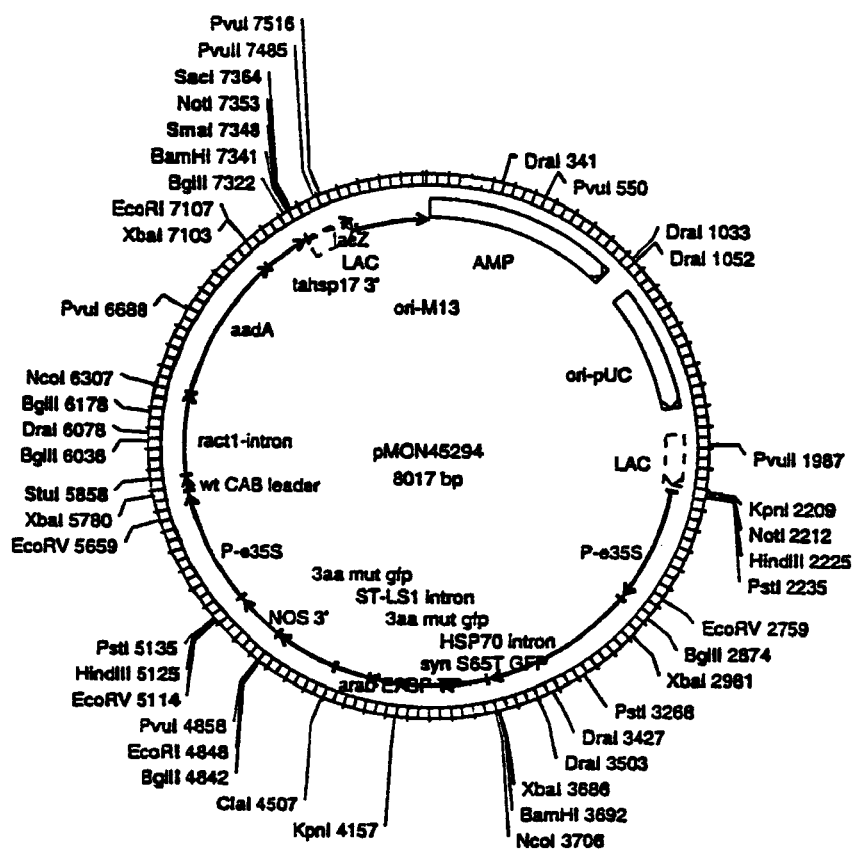 PvuI 7516
PvuII 7485
SacI 7364
NotI 7353
SmaI 7348
BamHI 7341
BglII 7322
EcoRI 7107
XbaI 7103
PvuI 6688
NcoI 6307
BglII 6178
DraI 6078
BglII 6036
StuI 5858
XbaI 5780
EcoRV 5659
PstI 5135
HindIII 5125
EcoRV 5114
PvuI 4858
EcoRI 4848
BglII 4842
ClaI 4507
KpnI 4157
DraI 341
PvuI 550
DraI 1033
DraI 1052
PvuII 1987
KpnI 2209
NotI 2212
HindIII 2225
PstI 2235
EcoRV 2759
BglII 2874
XbaI 2981
PstI 3266
DraI 3427
DraI 3503
XbaI 3686
BamHI 3692
NcoI 3706
lacZ
LAC
tahsp17 3'
AMP
ori-M13
aadA
ori-pUC
ract1-intron
pMON45294
8017 bp
LAC
wt CAB leader
P-e35S
P-e35S
3aa mut gfp
ST-LS1 intron
NOS 3'
3aa mut gfp
HSP70 intron
syn S65T GFP
arab